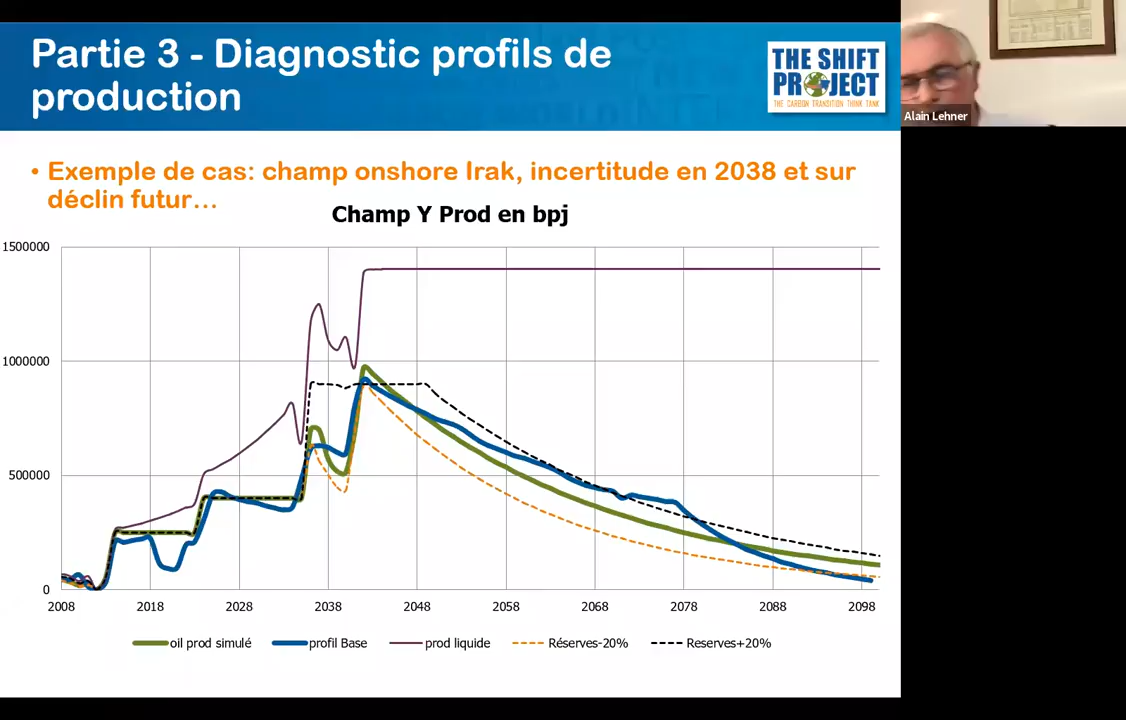 Partie 3 - Diagnostic profils de
production
THE SHIFT
PROJECT
THE CARBON TRANSITION THINK TANK
Alain Lehner
• Exemple de cas: champ onshore Irak, incertitude en 2038 et sur
déclin futur...
Champ Y Prod en bpj
1500000
1000000
500000
0
2008 2018 2028 2038 2048 2058 2068 2078 2088 2098
oil prod simulé profil Base prod liquide Réserves-20% Reserves+20%